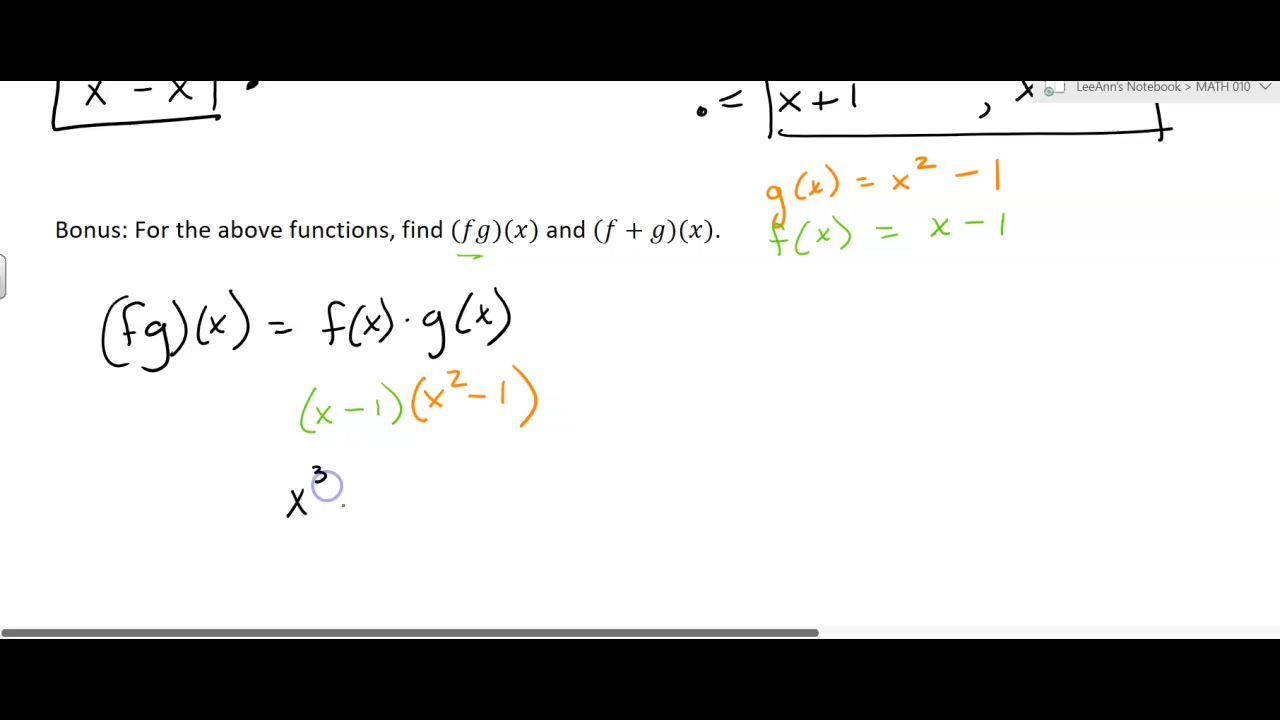 LeeAnn's Notebook > MATH 010
x - x
. = x + 1 , x
g(x) = x² - 1
Bonus: For the above functions, find (fg)(x) and (f + g)(x).
f(x) = x - 1
(fg)(x) = f(x) · g(x)
(x - 1)(x² - 1)
x³